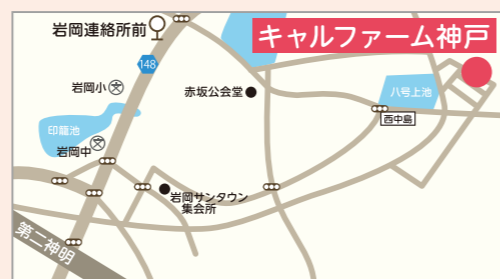 岩岡連絡所前
キャルファーム神戸
148
岩岡小
文
赤坂公会堂
八号上池
西中島
印籠池
岩岡中
文
岩岡サンタウン
集会所
第二神明